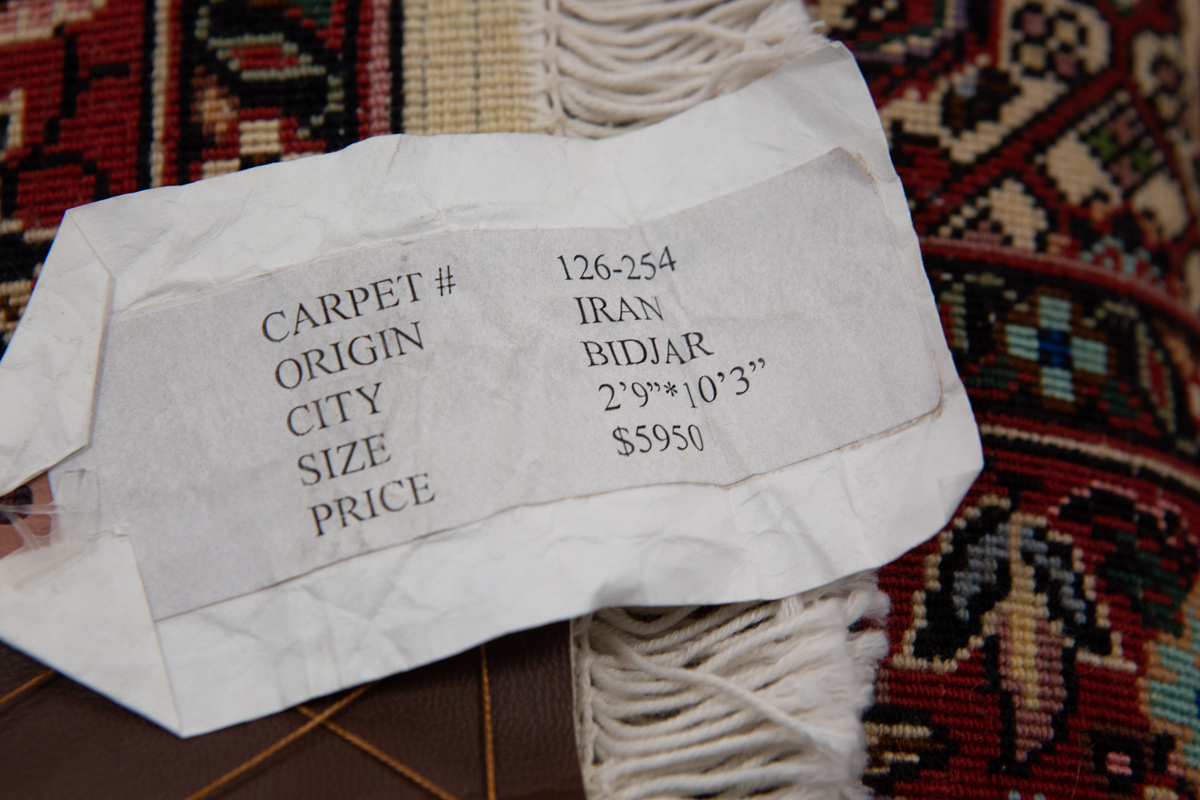 CARPET # 126-254
ORIGIN IRAN
CITY BIDJAR
SIZE 2’9”*10’3”
PRICE $5950